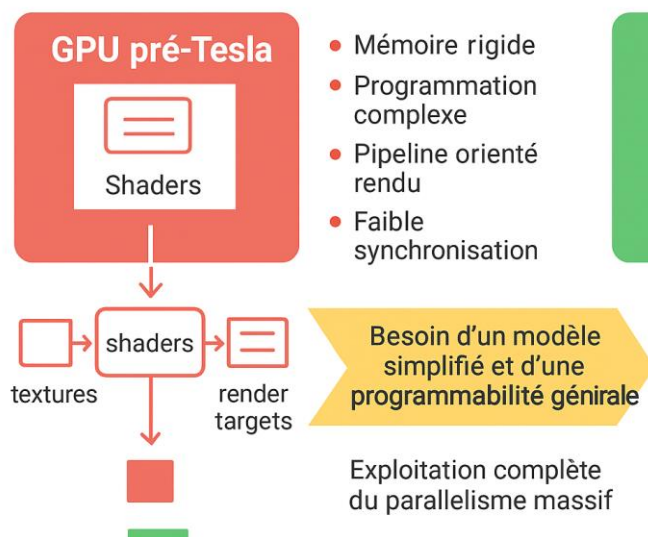 GPU pré-Tesla
Shaders
• Mémoire rigide
• Programmation
complexe
• Pipeline orienté
rendu
• Faible
synchronisation
textures
shaders
render
targets
Besoin d'un modèle
simplifié et d'une
programmabilité génirale
Exploitation complète
du parallelisme massif